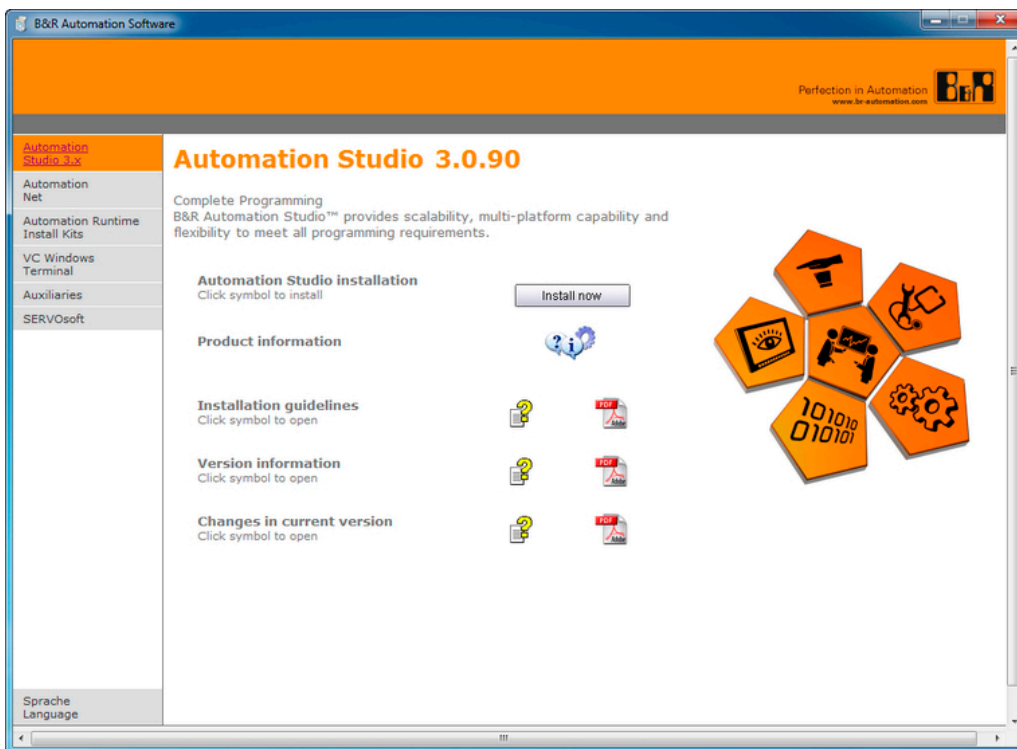 B&R Automation Software
Perfection in Automation
www.br-automation.com
B&R
Automation
Studio 3.x
Automation
Net
Automation Runtime
Install Kits
VC Windows
Terminal
Auxiliaries
SERVOsoft
Sprache
Language
Automation Studio 3.0.90
Complete Programming
B&R Automation Studio™ provides scalability, multi-platform capability and
flexibility to meet all programming requirements.
Automation Studio installation
Click symbol to install
Install now
Product information
Installation guidelines
Click symbol to open
PDF
Adobe
Version information
Click symbol to open
PDF
Adobe
Changes in current version
Click symbol to open
PDF
Adobe
101010
010101